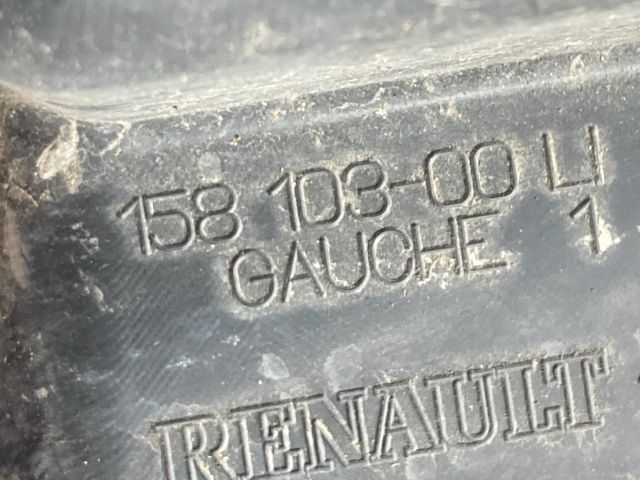 158 103-00 LI
GAUCHE 1
RENAULT